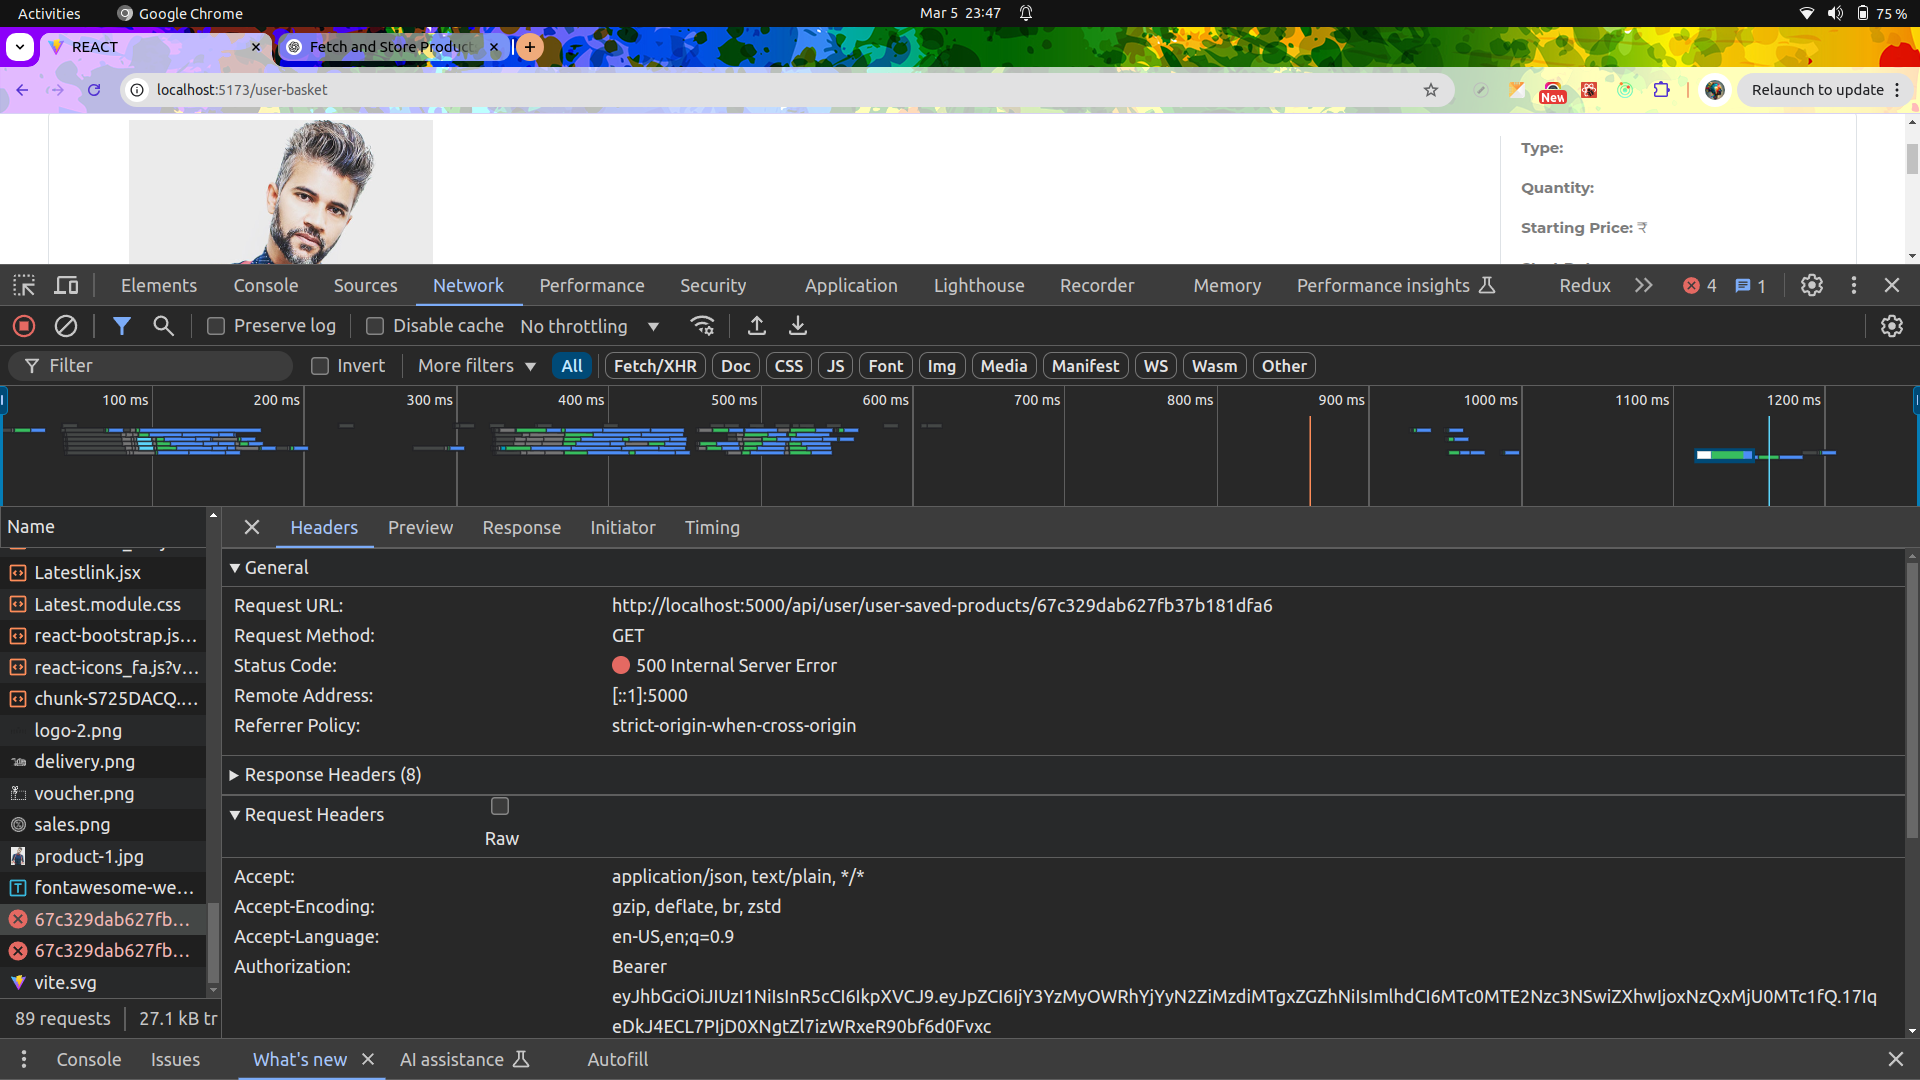 Activities
Google Chrome
Mar 5 23:47
75 %
REACT
Fetch and Store Product
localhost:5173/user-basket
New
Relaunch to update
Type:
Quantity:
Starting Price: ₹
Elements
Console
Sources
Network
Performance
Security
Application
Lighthouse
Recorder
Memory
Performance insights
Redux
4
1
Preserve log
Disable cache
No throttling
Filter
Invert
More filters
All
Fetch/XHR
Doc
CSS
JS
Font
Img
Media
Manifest
WS
Wasm
Other
100 ms
200 ms
300 ms
400 ms
500 ms
600 ms
700 ms
800 ms
900 ms
1000 ms
1100 ms
1200 ms
Name
Latestlink.jsx
Latest.module.css
react-bootstrap.js...
react-icons_fa.js?v...
chunk-S725DACQ....
logo-2.png
delivery.png
voucher.png
sales.png
product-1.jpg
fontawesome-we...
67c329dab627fb...
67c329dab627fb...
vite.svg
89 requests
27.1 kB tr
Headers
Preview
Response
Initiator
Timing
General
Request URL:
http://localhost:5000/api/user/user-saved-products/67c329dab627fb37b181dfa6
Request Method:
GET
Status Code:
500 Internal Server Error
Remote Address:
[::1]:5000
Referrer Policy:
strict-origin-when-cross-origin
Response Headers (8)
Request Headers
Raw
Accept:
application/json, text/plain, */*
Accept-Encoding:
gzip, deflate, br, zstd
Accept-Language:
en-US,en;q=0.9
Authorization:
Bearer
eyJhbGciOiJIUzI1NiIsInR5cCI6IkpXVCJ9.eyJpZCI6IjY3YzMyOWRhYjYyN2ZiMzdiMTgxZGZhNiIsImlhdCI6MTc0MTE2Nzc3NSwiZXhwIjoxNzQxMjU0MTc1fQ.17Iq
eDkJ4ECL7PIjD0XNgtZl7izWRxeR90bf6d0Fvxc
Console
Issues
What's new
AI assistance
Autofill